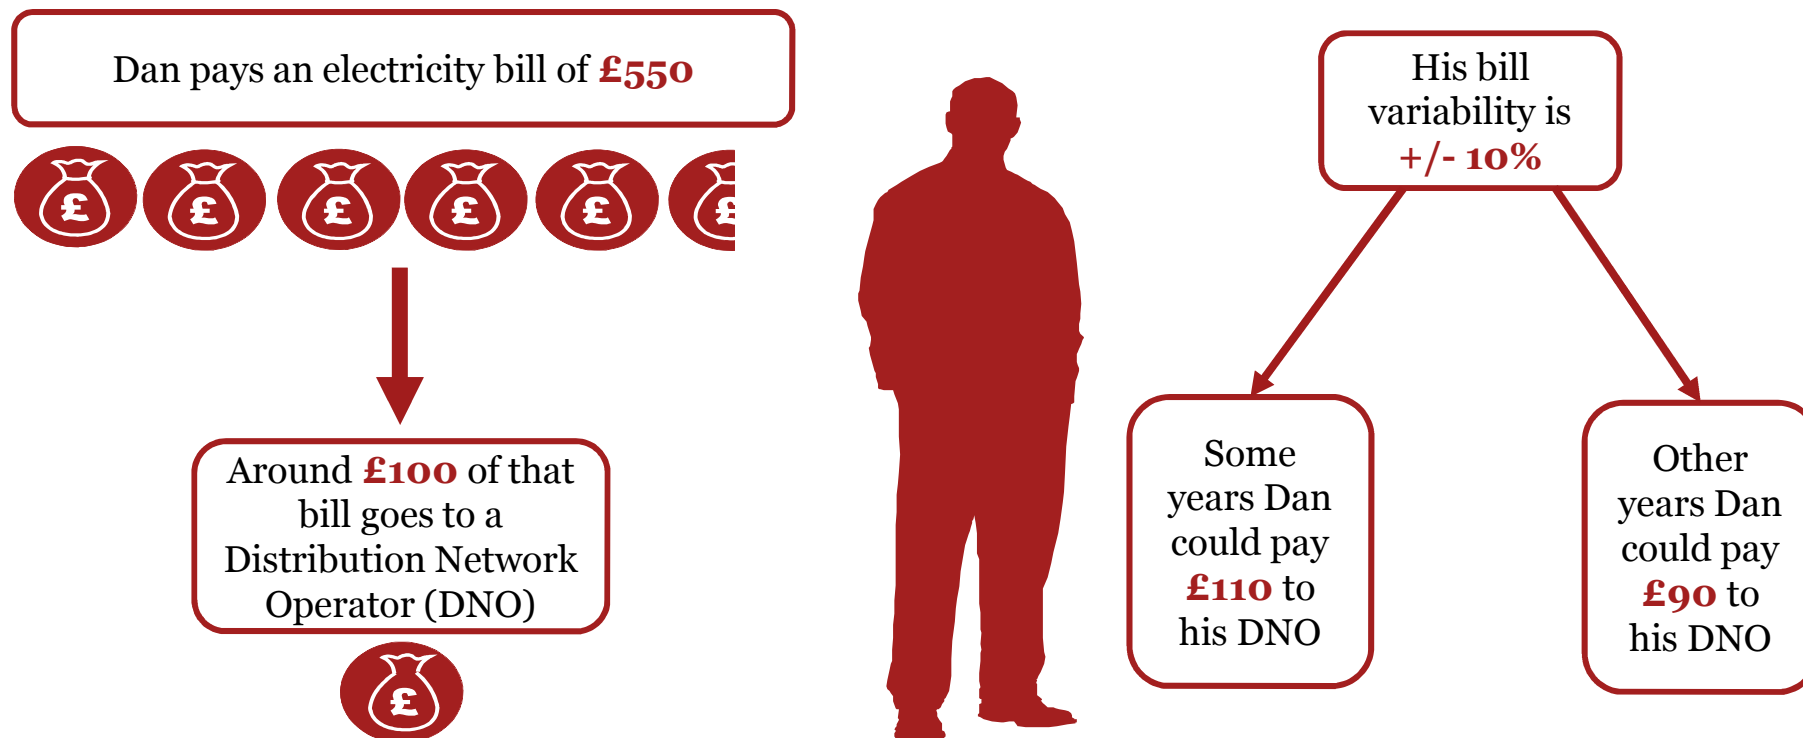 Dan pays an electricity bill of £550
£ £ £ £ £ £
Around £100 of that
bill goes to a
Distribution Network
Operator (DNO)
£
His bill
variability is
+/- 10%
Some
years Dan
could pay
£110 to
his DNO
Other
years Dan
could pay
£90 to
his DNO